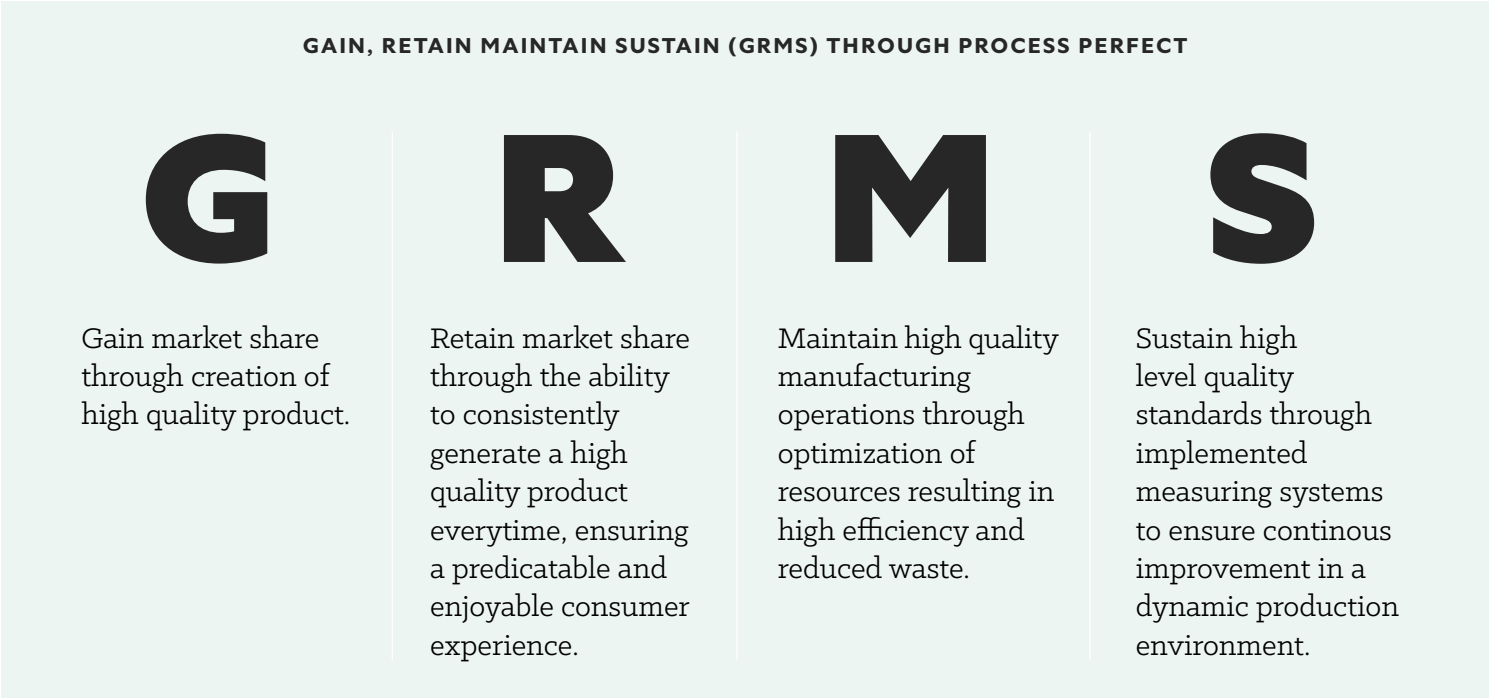 GAIN, RETAIN MAINTAIN SUSTAIN (GRMS) THROUGH PROCESS PERFECT
G
Gain market share
through creation of
high quality product.
R
Retain market share
through the ability
to consistently
generate a high
quality product
everytime, ensuring
a predicatable and
enjoyable consumer
experience.
M
Maintain high quality
manufacturing
operations through
optimization of
resources resulting in
high efficiency and
reduced waste.
S
Sustain high
level quality
standards through
implemented
measuring systems
to ensure continous
improvement in a
dynamic production
environment.